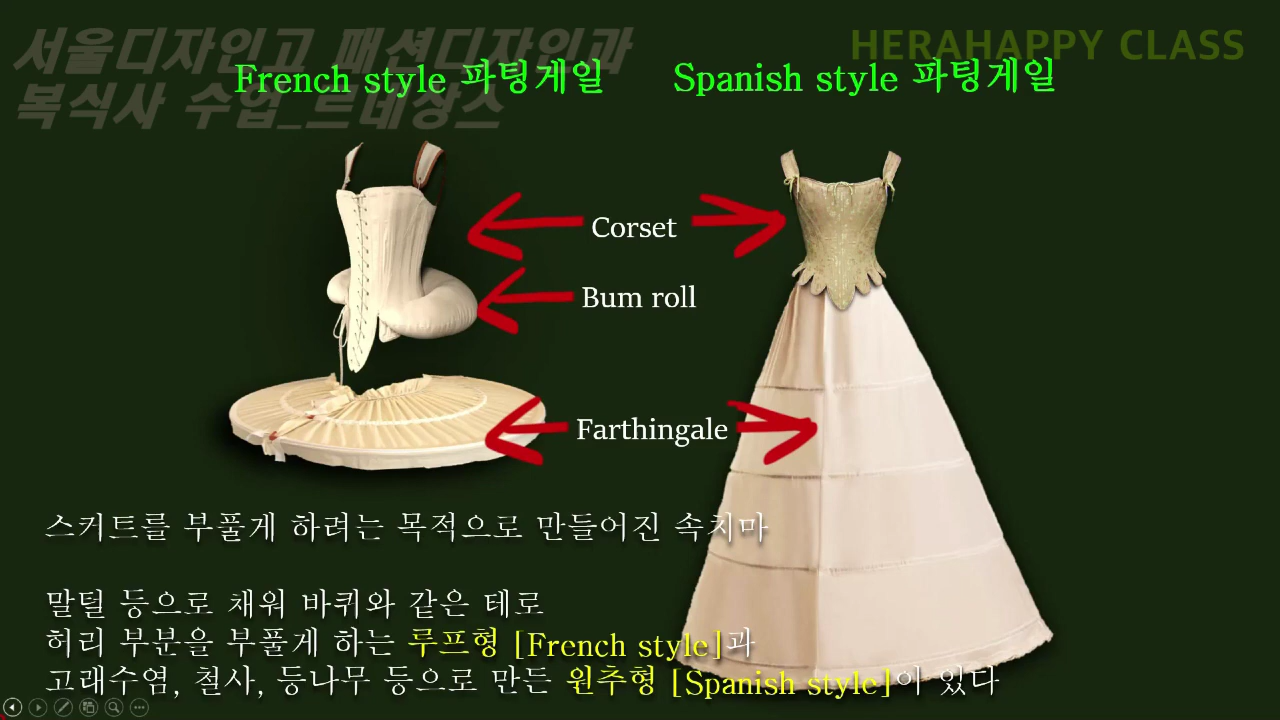 서울디자인고 패션디자인과
복식사 수업_르네상스
HERAHAPPY CLASS
French style 파팅게일
Spanish style 파팅게일
Corset
Bum roll
Farthingale
스커트를 부풀게 하려는 목적으로 만들어진 속치마
말털 등으로 채워 바퀴와 같은 테로
허리 부분을 부풀게 하는 루프형 [French style]과
고래수염, 철사, 등나무 등으로 만든 원추형 [Spanish style]이 있다